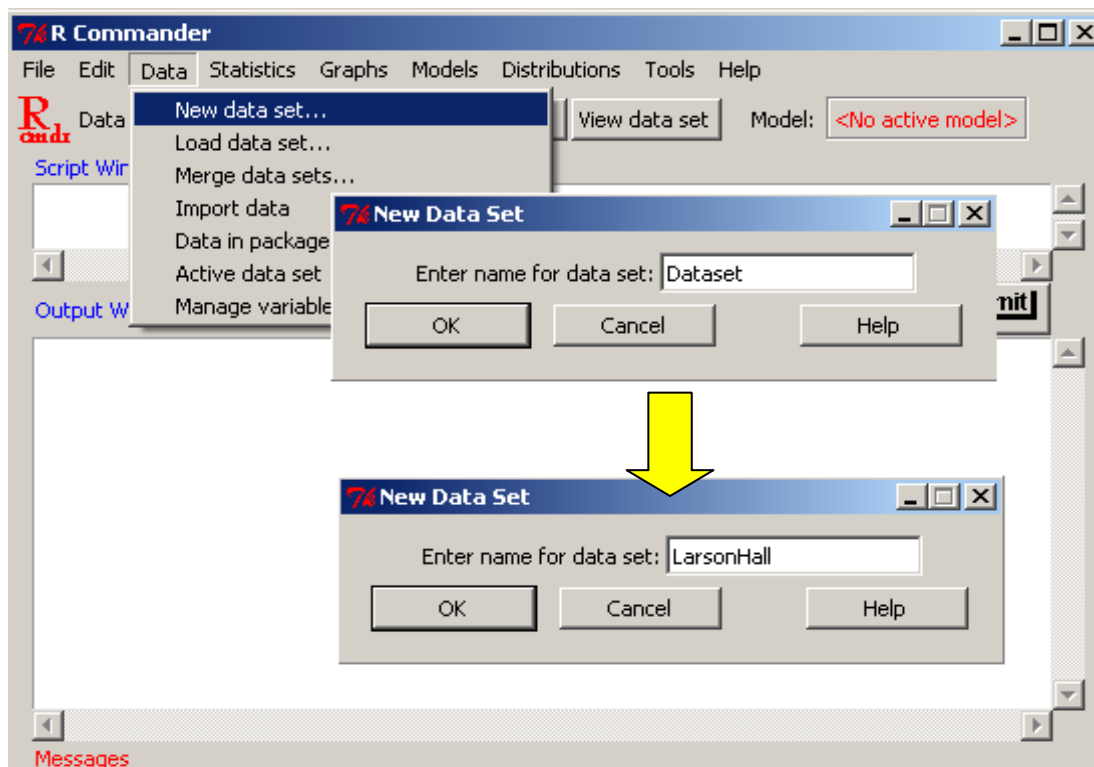 R Commander
File Edit Data Statistics Graphs Models Distributions Tools Help
R cmdr Data View data set Model: <No active model>
New data set...
Load data set...
Script Wir
Merge data sets...
Import data
New Data Set
Data in package
Enter name for data set: Dataset
Active data set
Output W
Manage variable
OK Cancel Help
mit
New Data Set
Enter name for data set: LarsonHall
OK Cancel Help
Messages